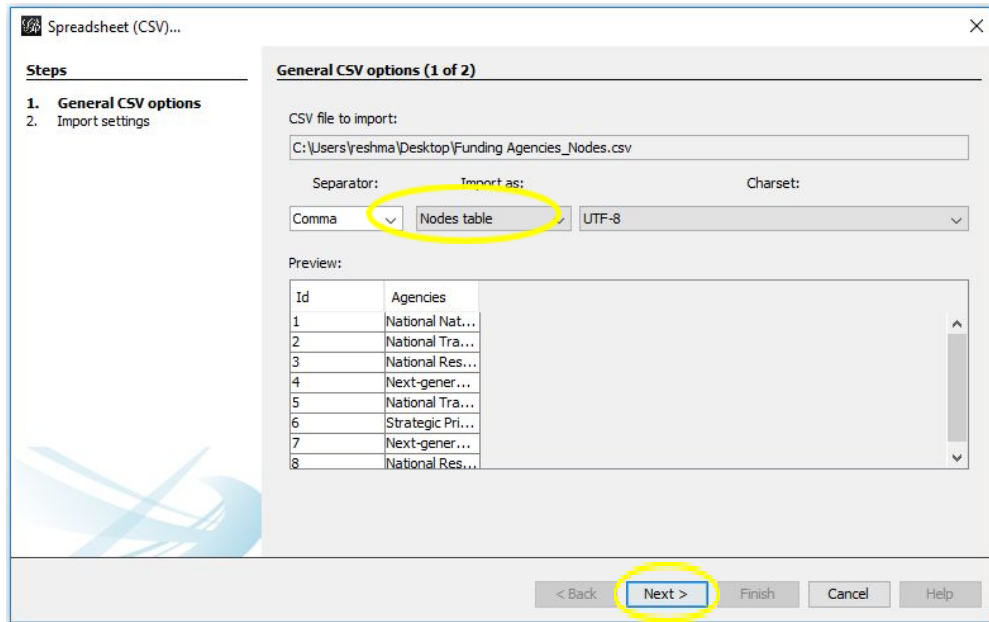 Spreadsheet (CSV)...
Steps
1. General CSV options
2. Import settings
General CSV options (1 of 2)
CSV file to import:
C:\Users\reshma\Desktop\Funding Agencies_Nodes.csv
Separator: Import as: Charset:
Comma Nodes table UTF-8
Preview:
Id Agencies
1 National Nat...
2 National Tra...
3 National Res...
4 Next-gener...
5 National Tra...
6 Strategic Pri...
7 Next-gener...
8 National Res...
< Back Next > Finish Cancel Help